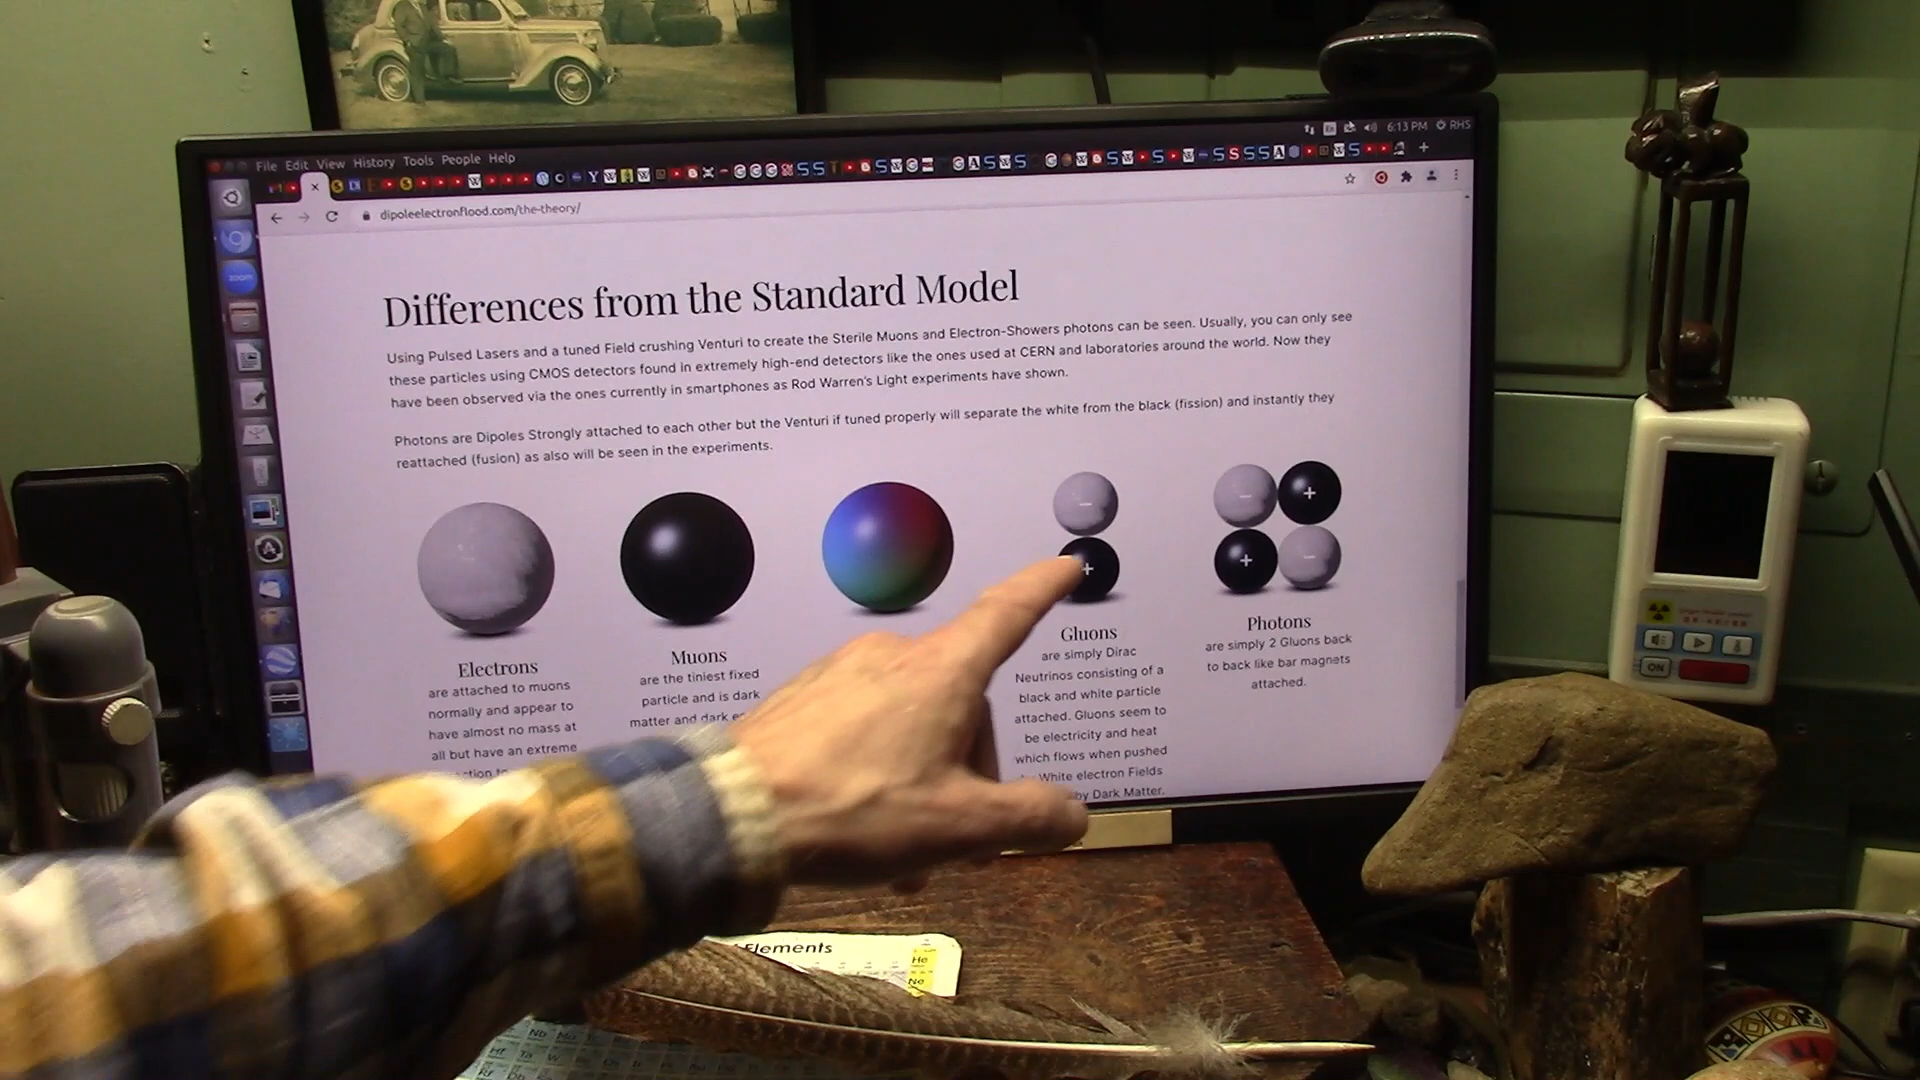 File Edit View History Tools People Help
6:13 PM RHS
dipoleelectronflood.com/the-theory/
zoom
Differences from the Standard Model
Using Pulsed Lasers and a tuned Field crushing Venturi to create the Sterile Muons and Electron-Showers photons can be seen. Usually, you can only see
these particles using CMOS detectors found in extremely high-end detectors like the ones used at CERN and laboratories around the world. Now they
have been observed via the ones currently in smartphones as Rod Warren's Light experiments have shown.
Photons are Dipoles Strongly attached to each other but the Venturi if tuned properly will separate the white from the black (fission) and instantly they
reattached (fusion) as also will be seen in the experiments.
Electrons
are attached to muons
normally and appear to
have almost no mass at
all but have an extreme
Muons
are the tiniest fixed
particle and is dark
matter and dark
Gluons
are simply Dirac
Neutrinos consisting of a
black and white particle
attached. Gluons seem to
be electricity and heat
which flows when pushed
White electron Fields
by Dark Matter.
Photons
are simply 2 Gluons back
to back like bar magnets
attached.
ON
Elements
He
Ne